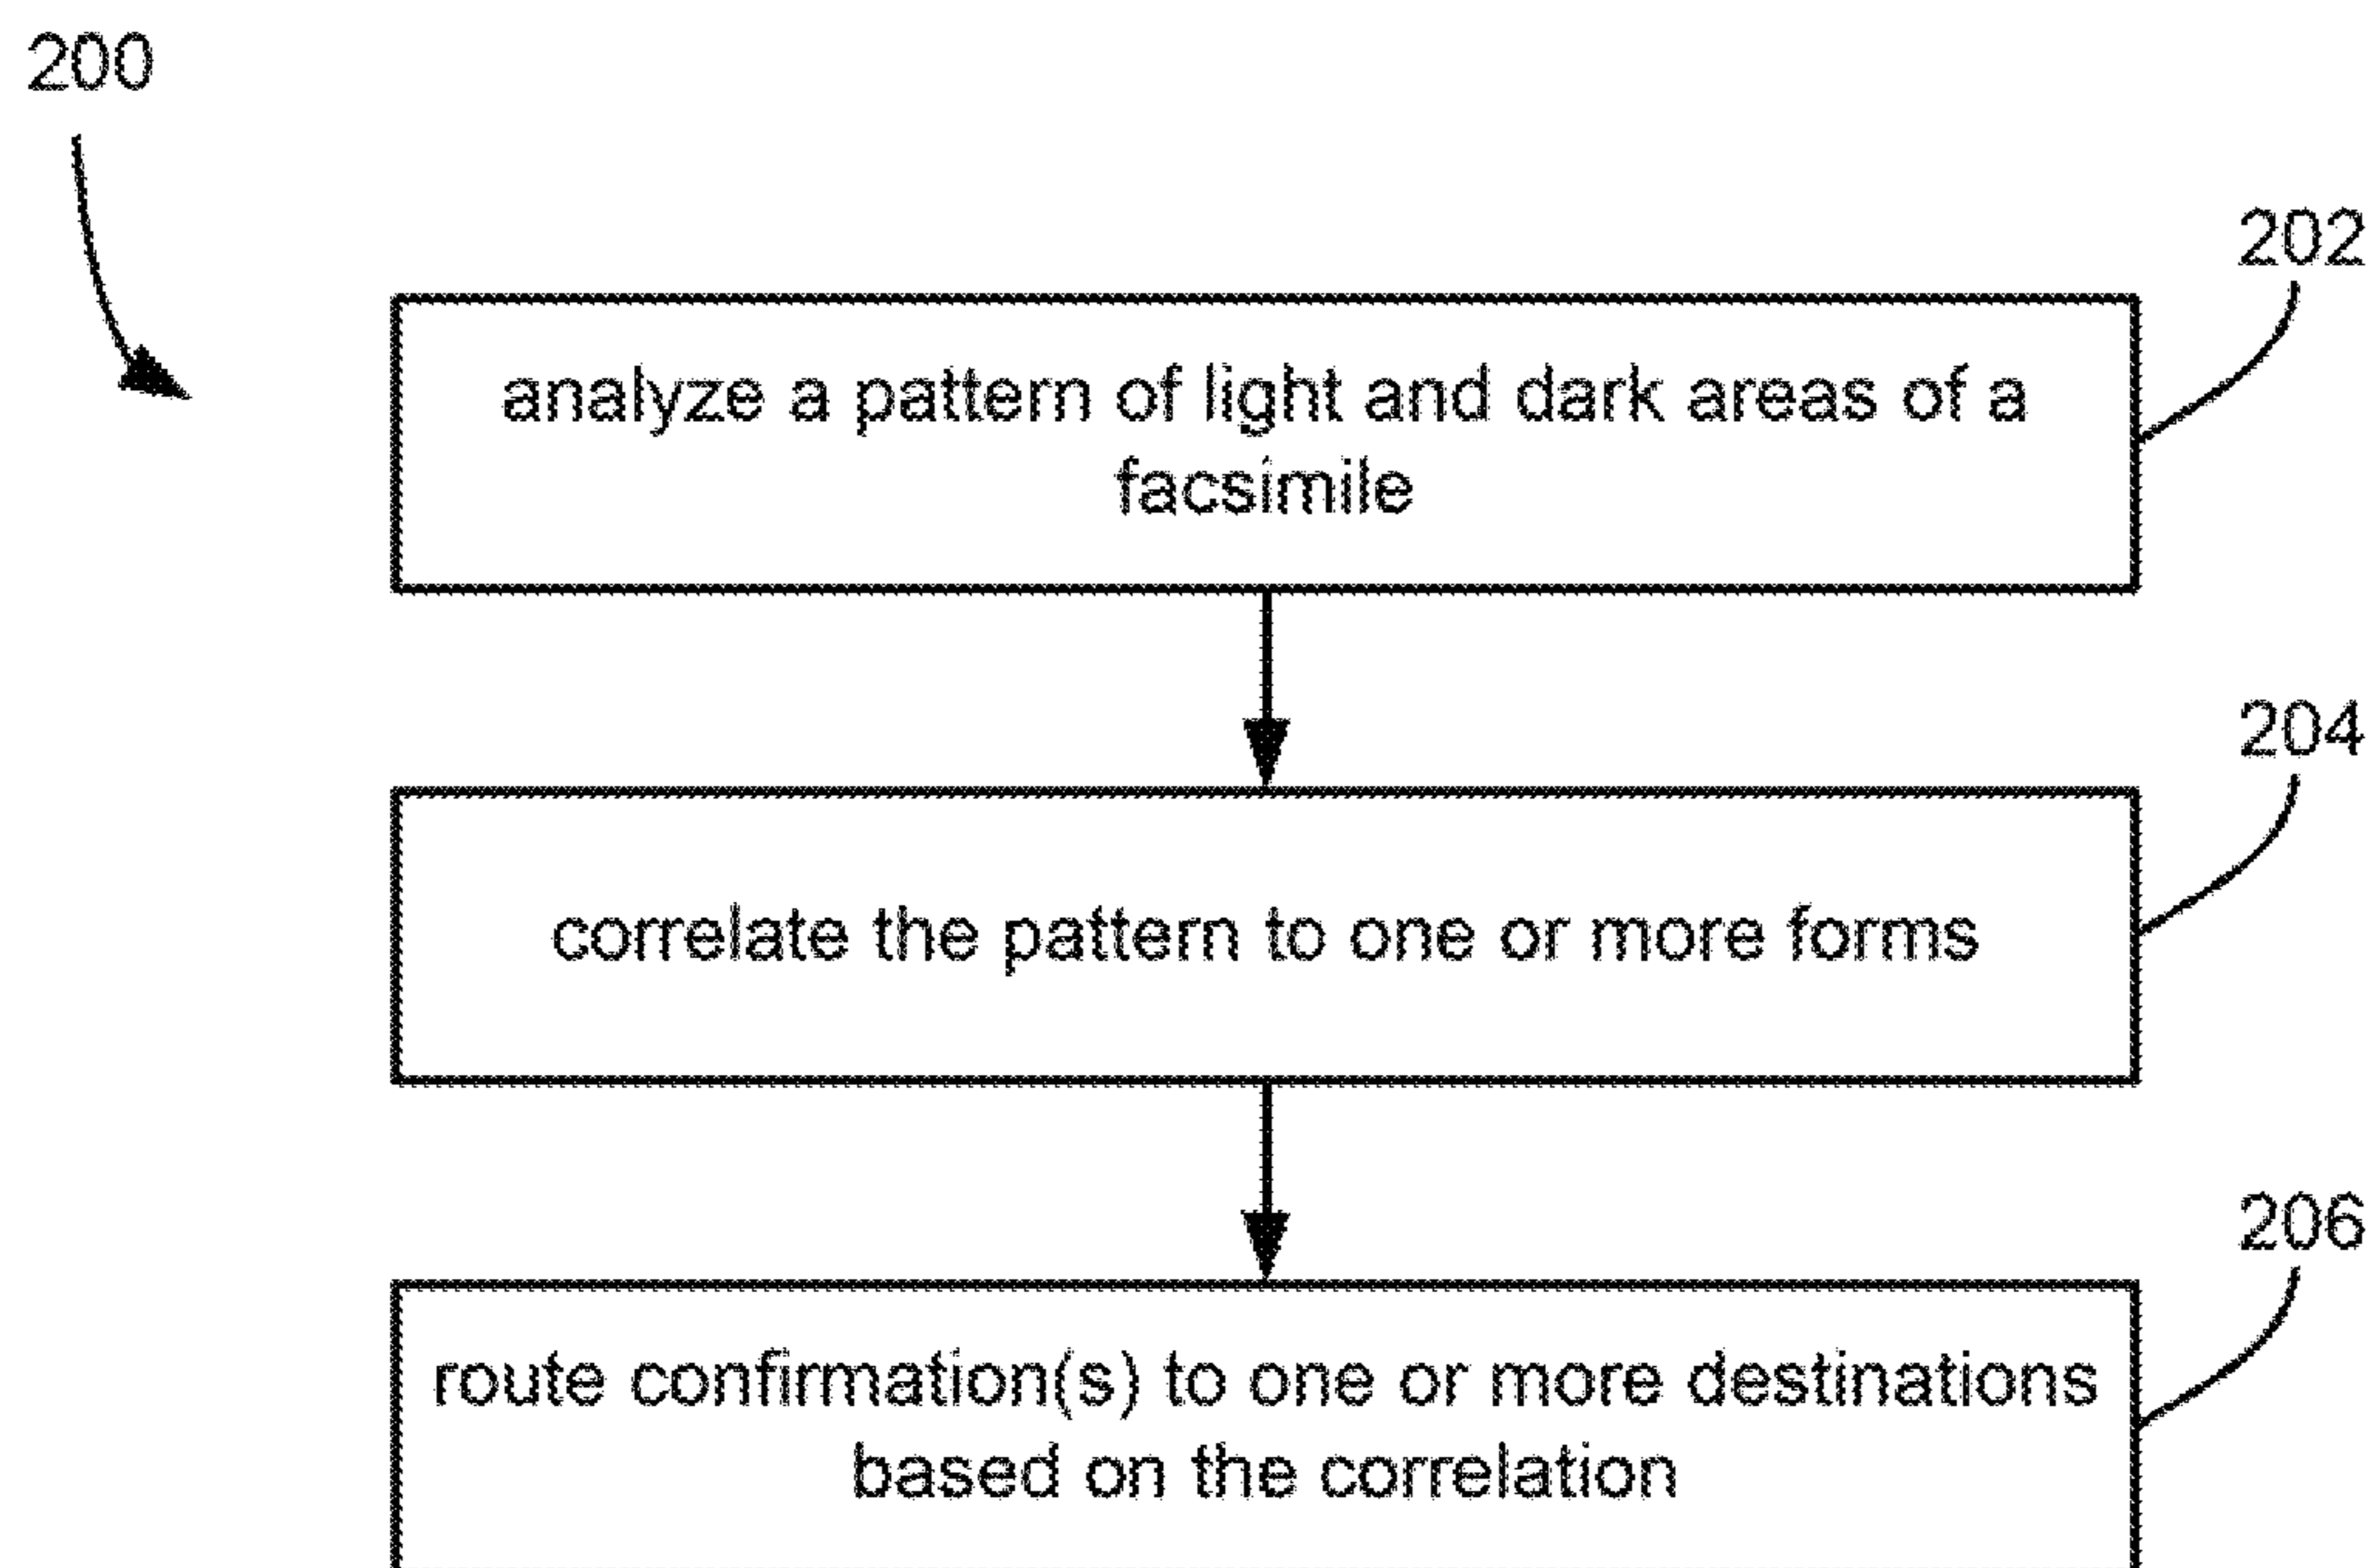 200
202
analyze a pattern of light and dark areas of a
facsimile
204
correlate the pattern to one or more forms
206
route confirmation(s) to one or more destinations
based on the correlation